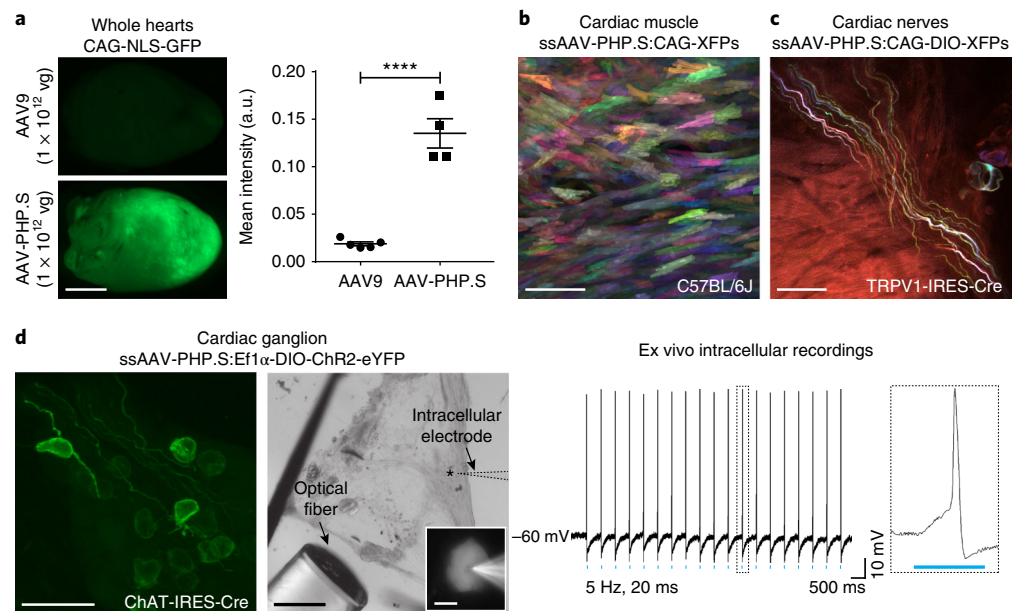 a
Whole hearts
CAG-NLS-GFP
AAV9
(1 × 10¹² vg)
AAV-PHP.S
(1 × 10¹² vg)
Mean intensity (a.u.)
0.20
0.15
0.10
0.05
0.00
****
AAV9
AAV-PHP.S
b
Cardiac muscle
ssAAV-PHP.S:CAG-XFPs
C57BL/6J
c
Cardiac nerves
ssAAV-PHP.S:CAG-DIO-XFPs
TRPV1-IRES-Cre
d
Cardiac ganglion
ssAAV-PHP.S:Ef1α-DIO-ChR2-eYFP
ChAT-IRES-Cre
Intracellular
electrode
*
Optical
fiber
Ex vivo intracellular recordings
–60 mV
5 Hz, 20 ms
500 ms
10 mV